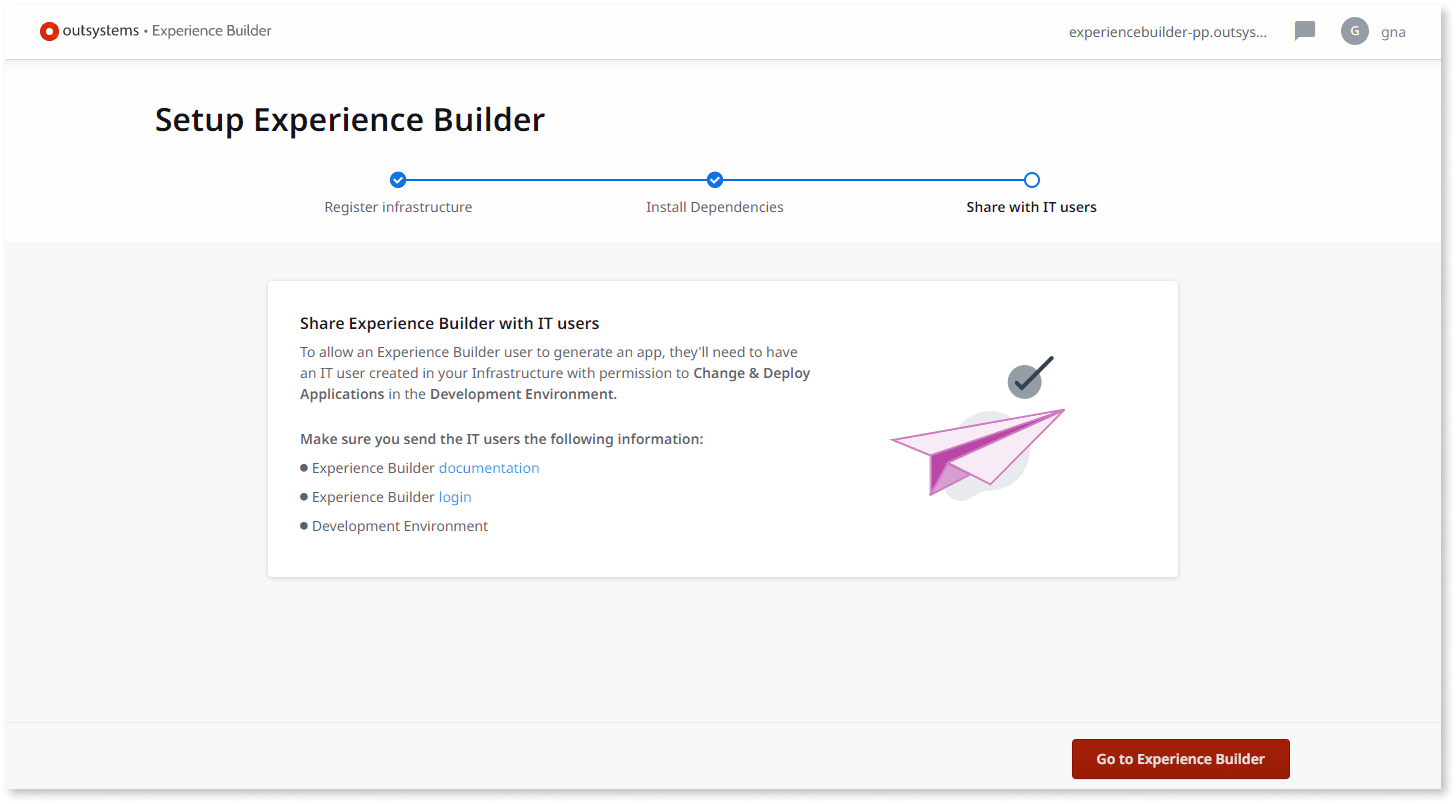 outsystems • Experience Builder
experiencebuilder-pp.outsys...
G
gna
Setup Experience Builder
Register infrastructure
Install Dependencies
Share with IT users
Share Experience Builder with IT users
To allow an Experience Builder user to generate an app, they'll need to have
an IT user created in your Infrastructure with permission to Change & Deploy
Applications in the Development Environment.
Make sure you send the IT users the following information:
● Experience Builder documentation
● Experience Builder login
● Development Environment
Go to Experience Builder